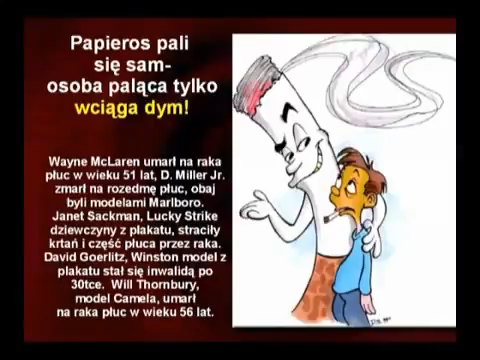 Papieros pali
się sam-
osoba paląca tylko
wciąga dym!
Wayne McLaren umarł na raka
płuc w wieku 51 lat, D. Miller Jr.
zmarł na rozedmę płuc, obaj
byli modelami Marlboro.
Janet Sackman, Lucky Strike
dziewczyny z plakatu, straciły
krtań i część płuca przez raka.
David Goerlitz, Winston model z
plakatu stał się inwalidą po
30tce. Will Thornbury,
model Camela, umarł
na raka płuc w wieku 56 lat.